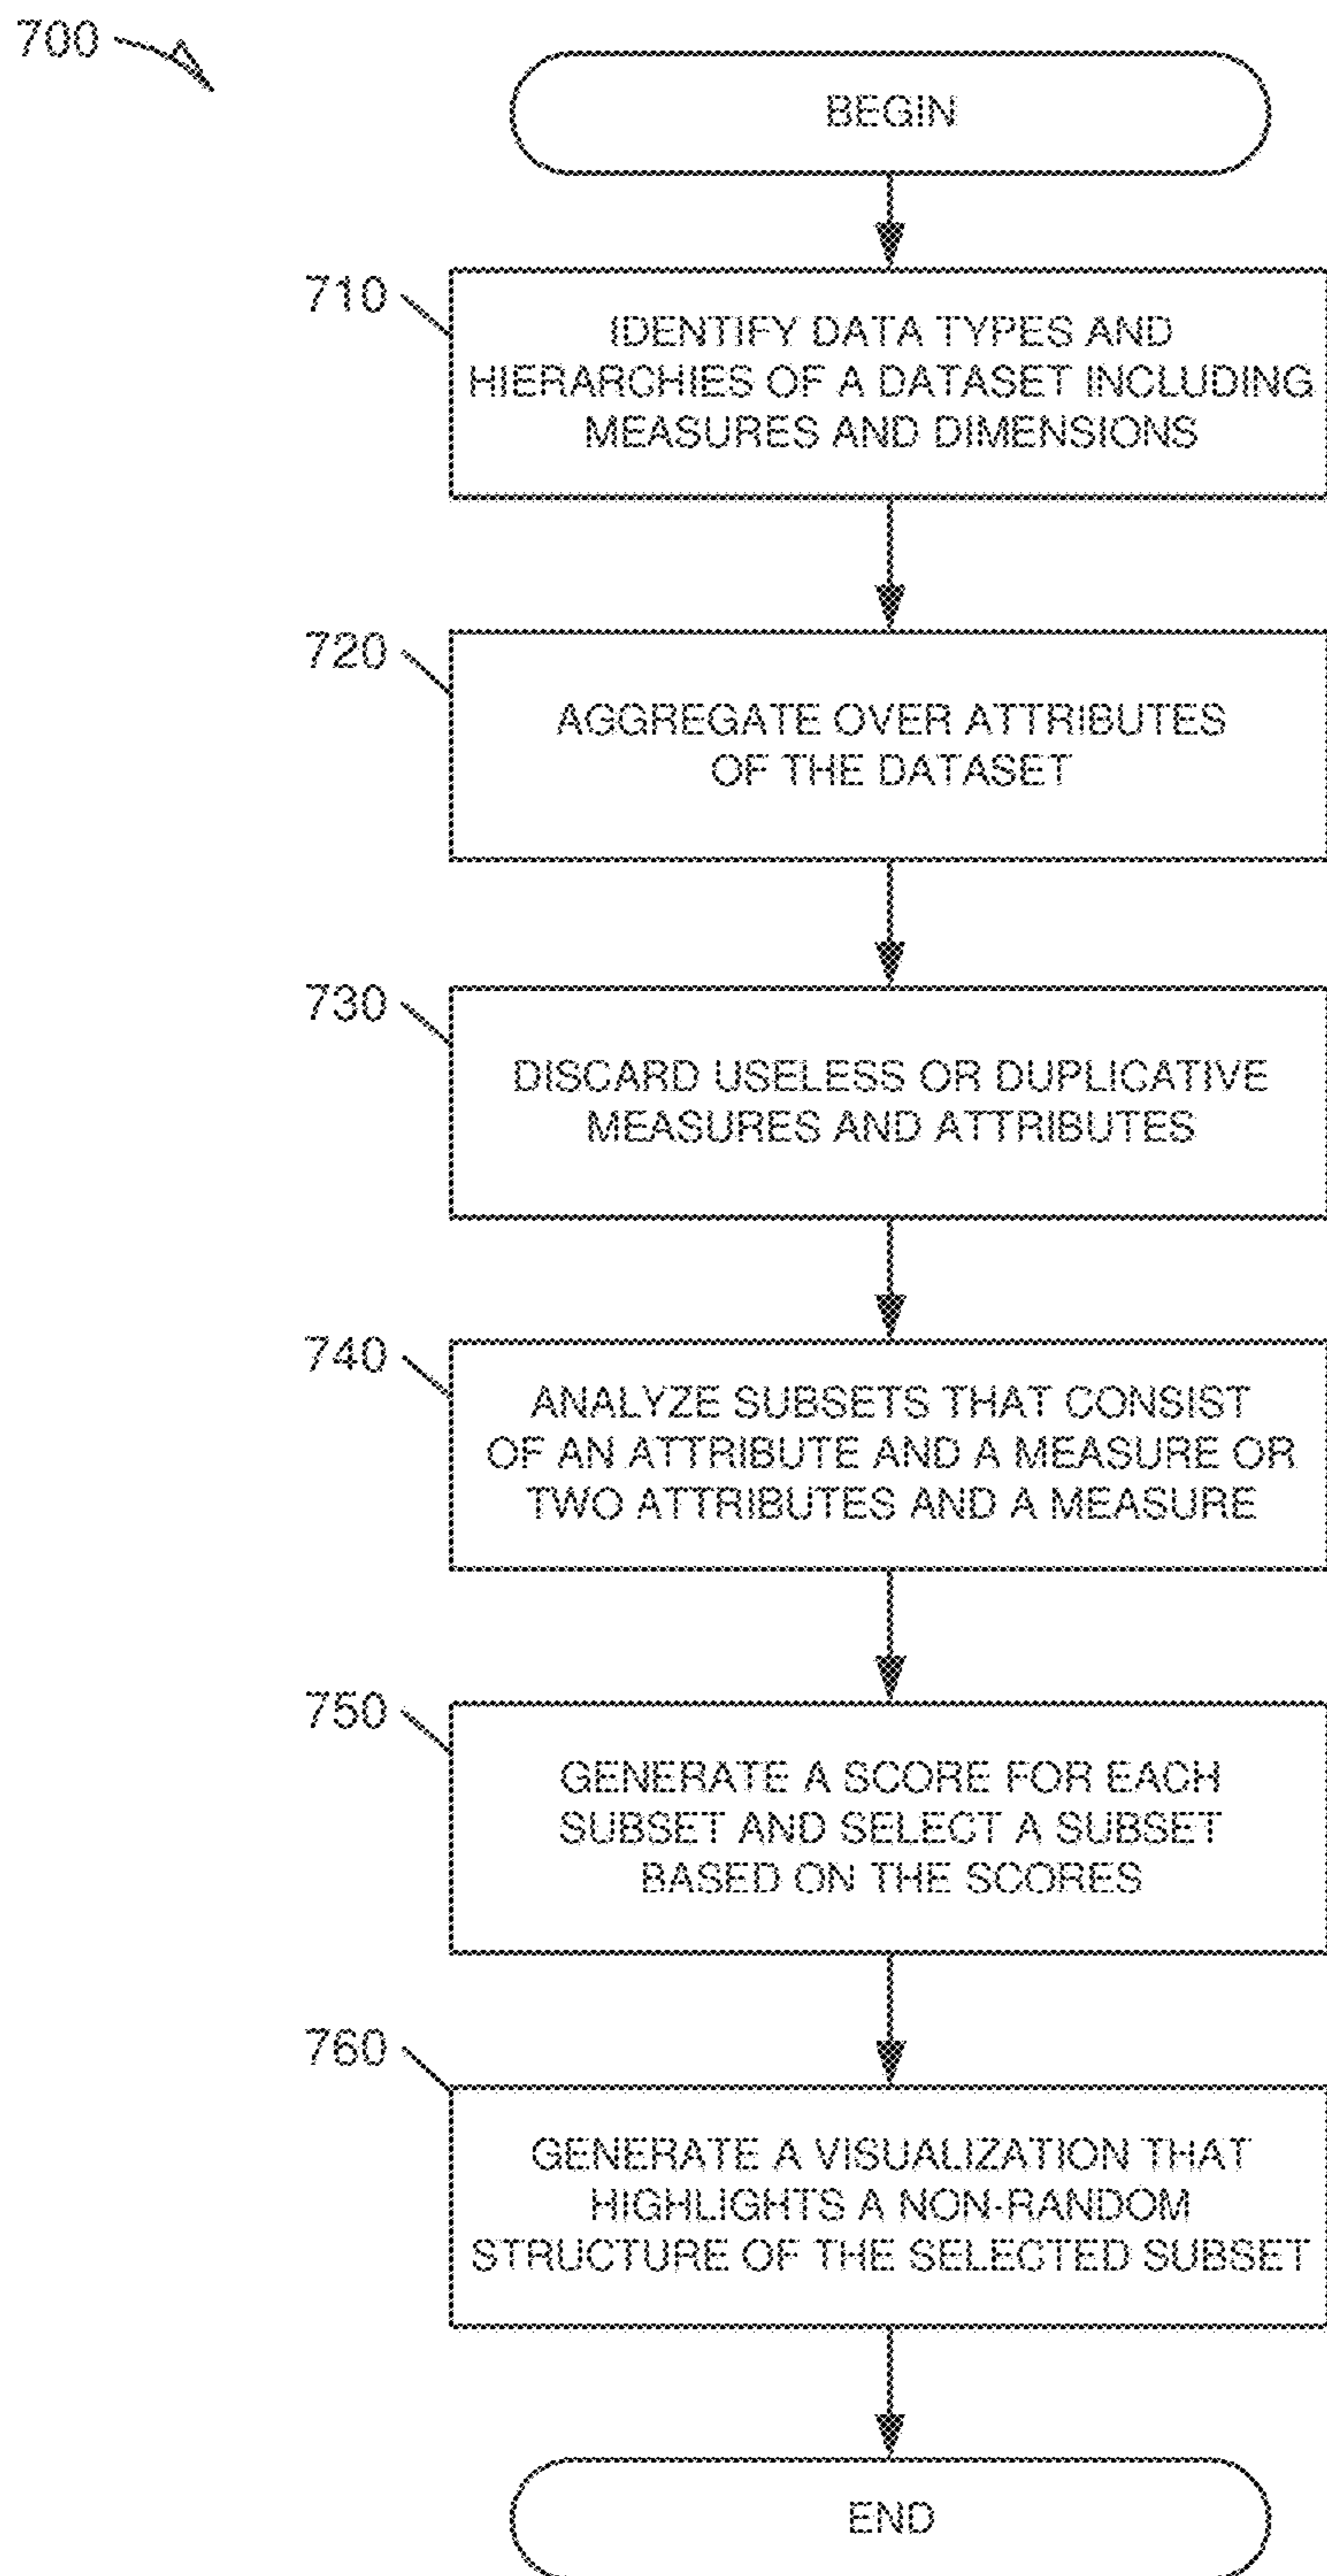 700
BEGIN
710
IDENTIFY DATA TYPES AND
HIERARCHIES OF A DATASET INCLUDING
MEASURES AND DIMENSIONS
720
AGGREGATE OVER ATTRIBUTES
OF THE DATASET
730
DISCARD USELESS OR DUPLICATIVE
MEASURES AND ATTRIBUTES
740
ANALYZE SUBSETS THAT CONSIST
OF AN ATTRIBUTE AND A MEASURE OR
TWO ATTRIBUTES AND A MEASURE
750
GENERATE A SCORE FOR EACH
SUBSET AND SELECT A SUBSET
BASED ON THE SCORES
760
GENERATE A VISUALIZATION THAT
HIGHLIGHTS A NON-RANDOM
STRUCTURE OF THE SELECTED SUBSET
END